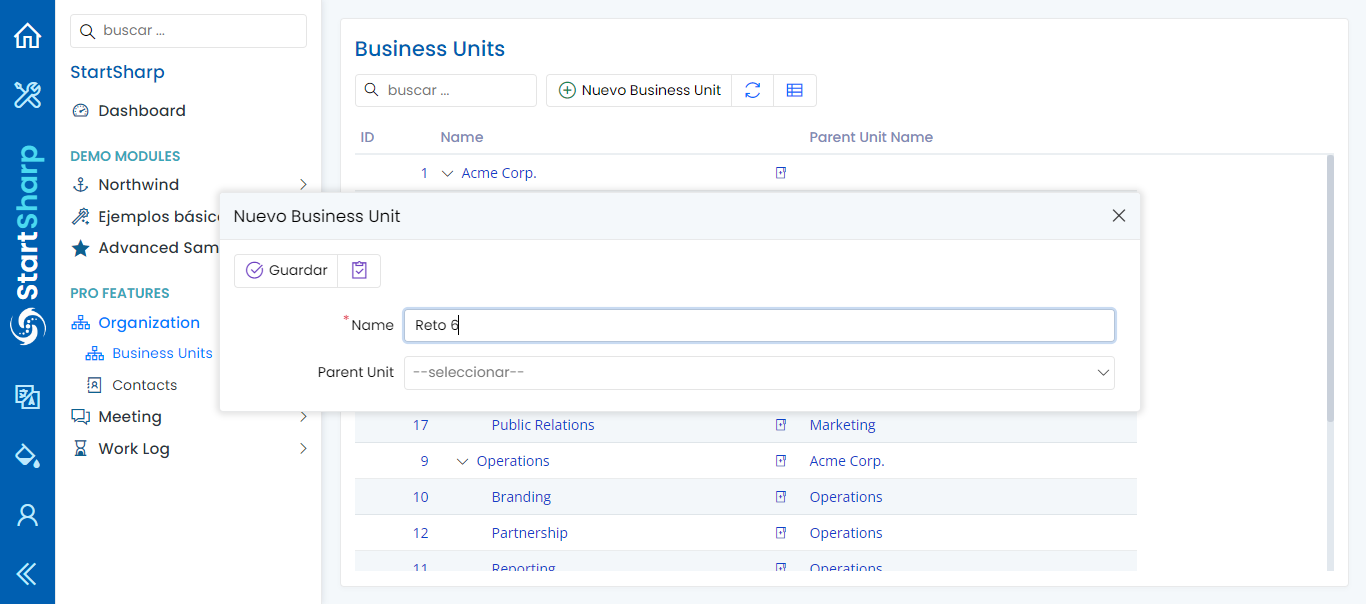 buscar ...
StartSharp
Dashboard
DEMO MODULES
Northwind
Ejemplos básic
Advanced Sam
PRO FEATURES
Organization
Business Units
Contacts
Meeting
Work Log
StartSharp
Business Units
buscar ...
Nuevo Business Unit
ID Name Parent Unit Name
1 Acme Corp.
Nuevo Business Unit
Guardar
*Name Reto 6
Parent Unit --seleccionar--
17 Public Relations Marketing
9 Operations Acme Corp.
10 Branding Operations
12 Partnership Operations
11 Reporting Operations